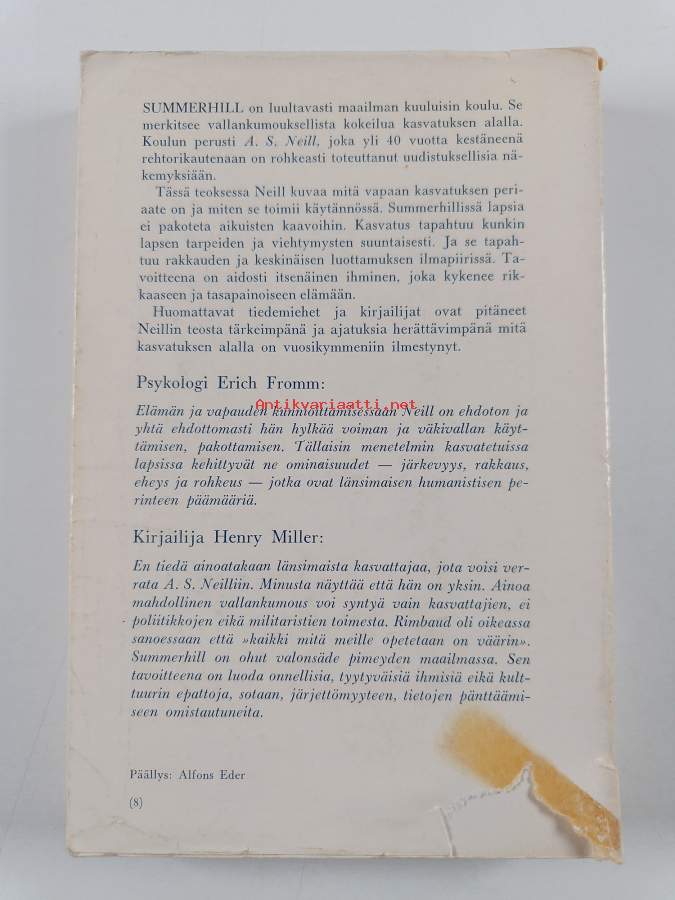 SUMMERHILL on luultavasti maailman kuuluisin koulu. Se
merkitsee vallankumouksellista kokeilua kasvatuksen alalla.
Koulun perusti A. S. Neill, joka yli 40 vuotta kestäneenä
rehtorikautenaan on rohkeasti toteuttanut uudistuksellisia nä-
kemyksiään.
Tässä teoksessa Neill kuvaa mitä vapaan kasvatuksen peri-
aate on ja miten se toimii käytännössä. Summerhillissä lapsia
ei pakoteta aikuisten kaavoihin. Kasvatus tapahtuu kunkin
lapsen tarpeiden ja viehtymysten suuntaisesti. Ja se tapah-
tuu rakkauden ja keskinäisen luottamuksen ilmapiirissä. Ta-
voitteena on aidosti itsenäinen ihminen, joka kykenee rik-
kaaseen ja tasapainoiseen elämään.
Huomattavat tiedemiehet ja kirjailijat ovat pitäneet
Neillin teosta tärkeimpänä ja ajatuksia herättävimpänä mitä
kasvatuksen alalla on vuosikymmeniin ilmestynyt.
Psykologi Erich Fromm:
Antikvariaatti.net
Elämän ja vapauden kunnioittamisessaan Neill on ehdoton ja
yhtä ehdottomasti hän hylkää voiman ja väkivallan käyt-
tämisen, pakottamisen. Tällaisin menetelmin kasvatetuissa
lapsissa kehittyvät ne ominaisuudet — järkevyys, rakkaus,
eheys ja rohkeus — jotka ovat länsimaisen humanistisen pe-
rinteen päämääriä.
Kirjailija Henry Miller:
En tiedä ainoatakaan länsimaista kasvattajaa, jota voisi ver-
rata A. S. Neilliin. Minusta näyttää että hän on yksin. Ainoa
mahdollinen vallankumous voi syntyä vain kasvattajien, ei
poliitikkojen eikä militaristien toimesta. Rimbaud oli oikeassa
sanoessaan että »kaikki mitä meille opetetaan on väärin».
Summerhill on ohut valonsäde pimeyden maailmassa. Sen
tavoitteena on luoda onnellisia, tyytyväisiä ihmisiä eikä kult-
tuurin epattoja, sotaan, järjettömyyteen, tietojen pänttäämi-
seen omistautuneita.
Päällys: Alfons Eder
(8)